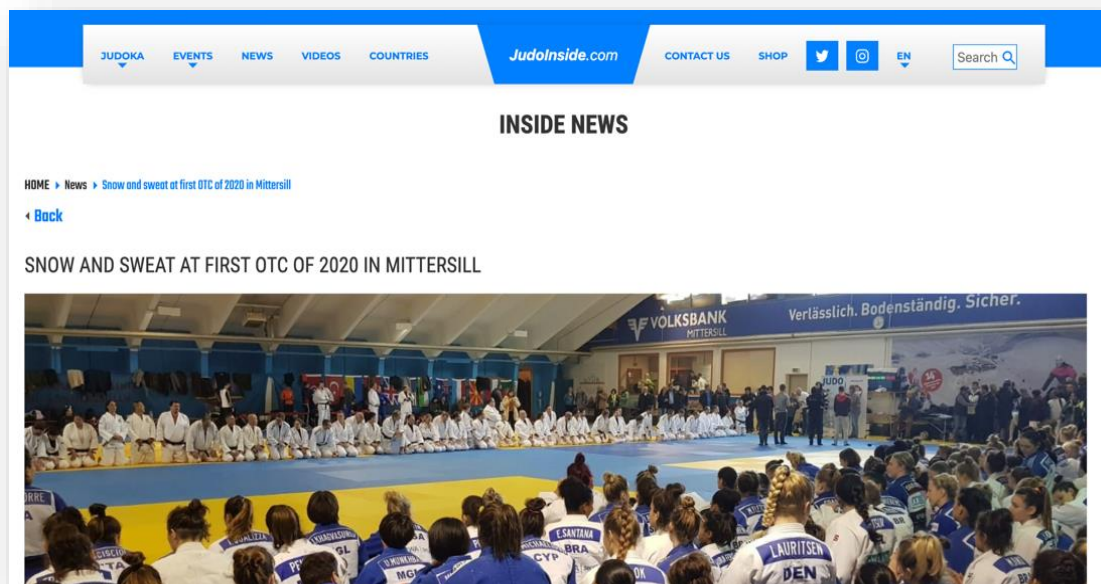 JUDOKA EVENTS NEWS VIDEOS COUNTRIES JudoInside.com CONTACT US SHOP EN Search
INSIDE NEWS
HOME News Snow and sweat at first OTC of 2020 in Mittersill
Back
SNOW AND SWEAT AT FIRST OTC OF 2020 IN MITTERSILL
VOLKSBANK
MITTERSILL
Verlässlich. Bodenständig. Sicher.
JUDO
E.SANTANA
BRA
CYP
LAURITSEN
DEN